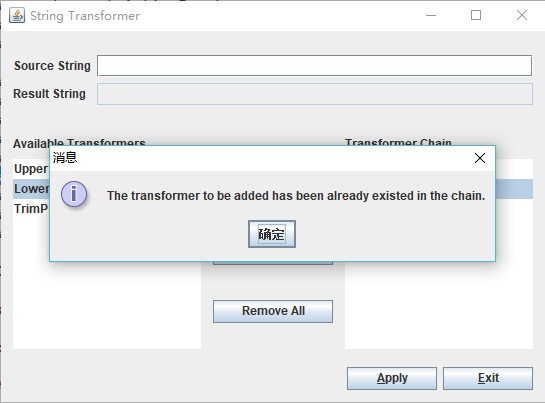 String Transformer
Source String
Result String
Available Transformers
Transformer Chain
消息
Upper
The transformer to be added has been already existed in the chain.
Lower
TrimP
确定
Remove All
Apply
Exit